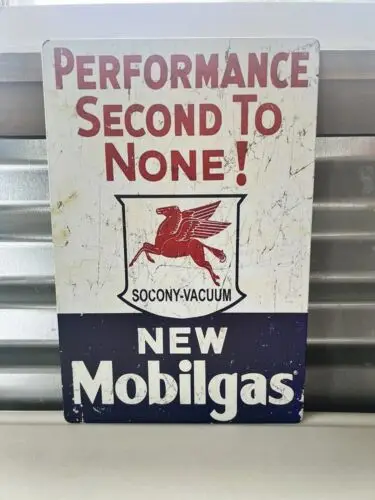 PERFORMANCE
SECOND TO
NONE!
SOCONY-VACUUM
NEW
Mobilgas